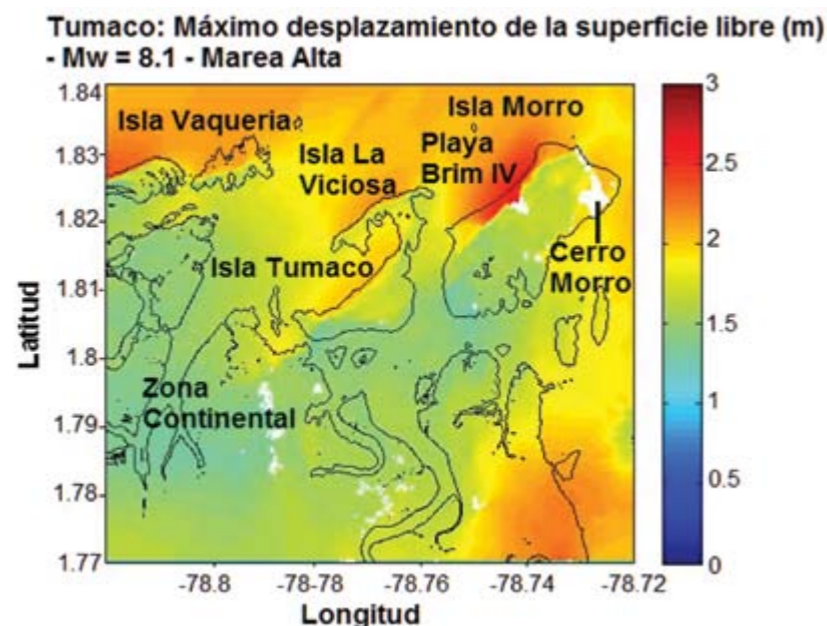 Tumaco: Máximo desplazamiento de la superficie libre (m)
- Mw = 8.1 - Marea Alta
1.84
1.83
1.82
1.81
1.8
1.79
1.78
1.77
Latitud
Isla Vaqueria
Isla La
Viciosa
Isla Morro
Playa
Brim IV
Cerro
Morro
Isla Tumaco
Zona
Continental
-78.8
-78-78
-78.76
-78.74
-78.72
Longitud
3
2.5
2
1.5
1
0.5
0